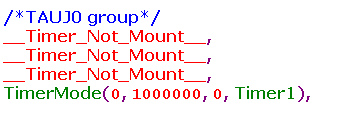 /*TAUJ0 group*/
__Timer_Not_Mount__,
__Timer_Not_Mount__,
__Timer_Not_Mount__,
TimerMode(0, 1000000, 0, Timer1),